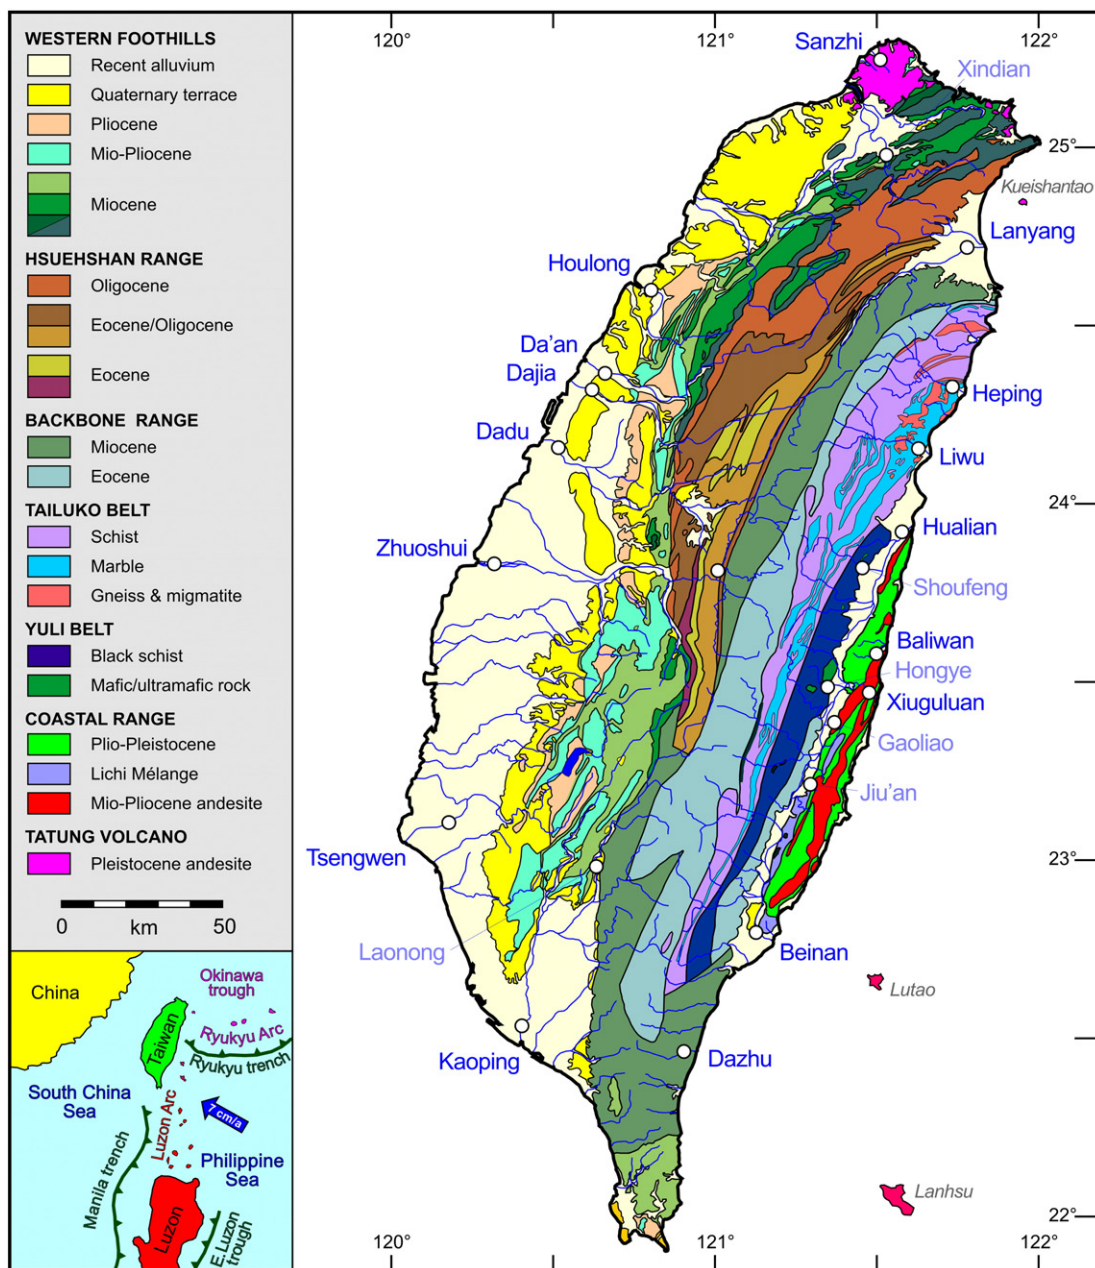 WESTERN FOOTHILLS
Recent alluvium
Quaternary terrace
Pliocene
Mio-Pliocene
Miocene
HSUEHSHAN RANGE
Oligocene
Eocene/Oligocene
Eocene
BACKBONE RANGE
Miocene
Eocene
TAILUKO BELT
Schist
Marble
Gneiss & migmatite
YULI BELT
Black schist
Mafic/ultramafic rock
COASTAL RANGE
Plio-Pleistocene
Lichi Mélange
Mio-Pliocene andesite
TATUNG VOLCANO
Pleistocene andesite
0 50
km
China
Okinawa
trough
Taiwan
Ryukyu Arc
Ryukyu trench
South China
Sea
Luzon Arc
7 cm/a
Manila trench
Philippine
Sea
Luzon
E. Luzon
trough
120° 121° 122°
Sanzhi
Xindian
25°
Kueishantao
Lanyang
Houlong
Da'an
Dajia
Heping
Dadu
Liwu
24°
Hualian
Zhuoshui
Shoufeng
Baliwan
Hongye
Xiuguluan
Gaoliao
Jiu'an
23°
Tsengwen
Laonong
Beinan
Lutao
Kaoping
Dazhu
Lanhsu
22°
120° 121° 122°